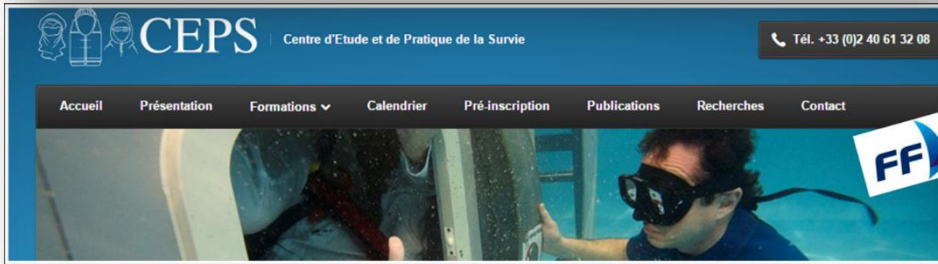 CEPS Centre d'Etude et de Pratique de la Survie Tél. +33 (0)2 40 61 32 08
Accueil Présentation Formations Calendrier Pré-inscription Publications Recherches Contact
FF